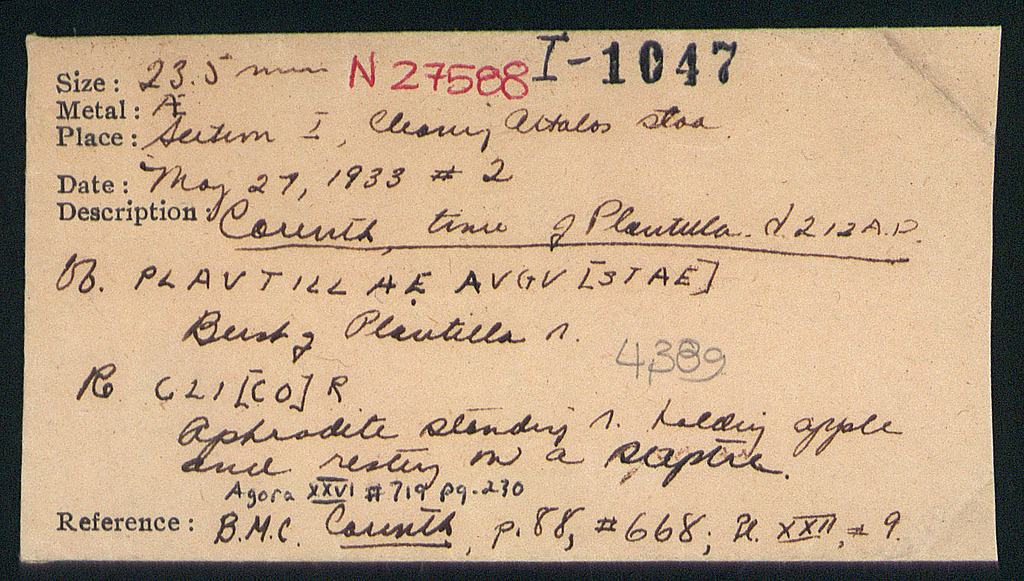 Size: 23.5 mm N 27588 I-1047
Metal: Æ
Place: Section I, Cleaning Attalos stoa
Date: May 27, 1933 # 2
Description: Corinth, time of Plautilla d. 212 A.D.
Ob. PLAVTILLAE AVGV[STAE]
Bust of Plautilla r.
4389
R CLI[CO]R
Aphrodite standing r. holding apple
and resting on a sceptre.
Agora XXVI #719 pg. 230
Reference: B.M.C. Corinth, p. 88, #668; Pl. XXII, #9.